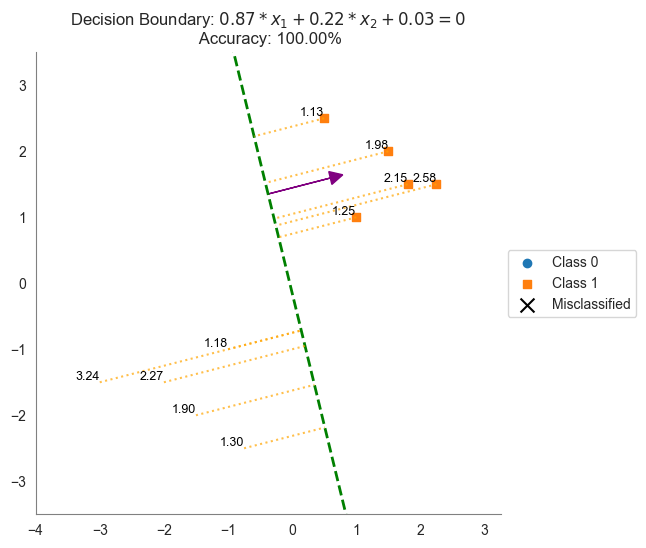 Decision Boundary: 0.87 * x₁ + 0.22 * x₂ + 0.03 = 0
Accuracy: 100.00%
3
2
1
0
−1
−2
−3
1.13
1.98
2.15 2.58
1.25
1.18
3.24 2.27
1.90
1.30
Class 0
Class 1
Misclassified
−4 −3 −2 −1 0 1 2 3